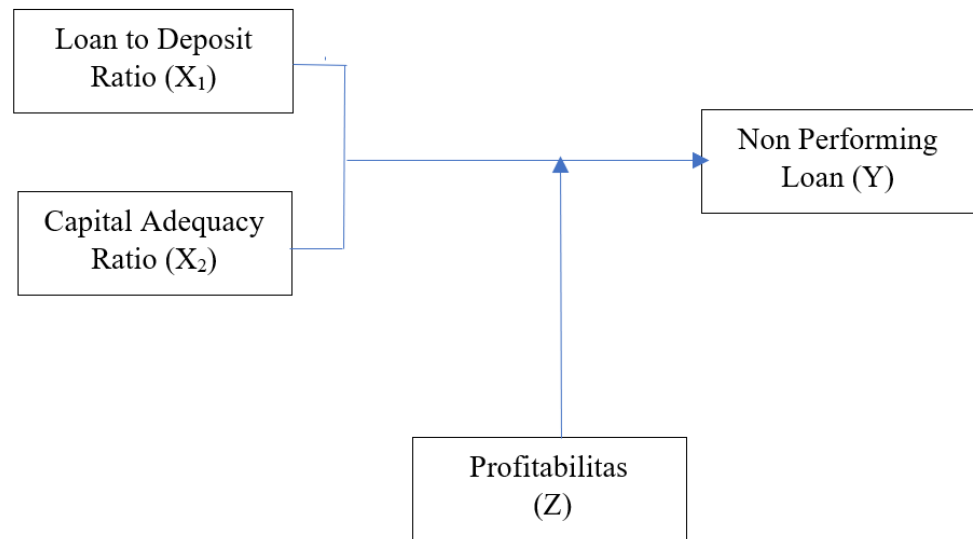 Loan to Deposit
Ratio (X₁)
Capital Adequacy
Ratio (X₂)
Non Performing
Loan (Y)
Profitabilitas
(Z)